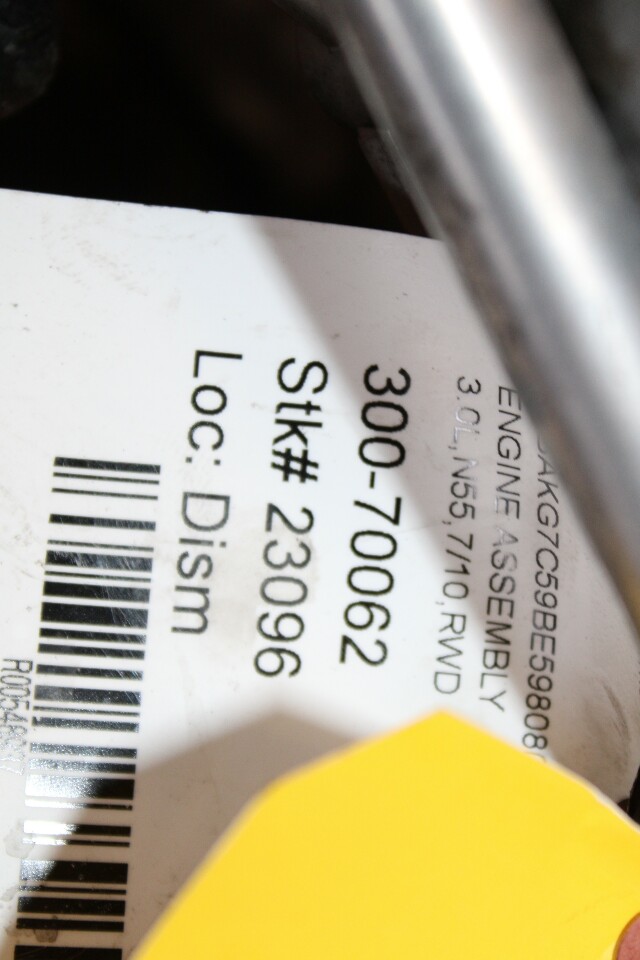 ENGINE ASSEMBLY
3.0L,N55,7/10,RWD
300-70062
Stk# 23096
Loc: Dism